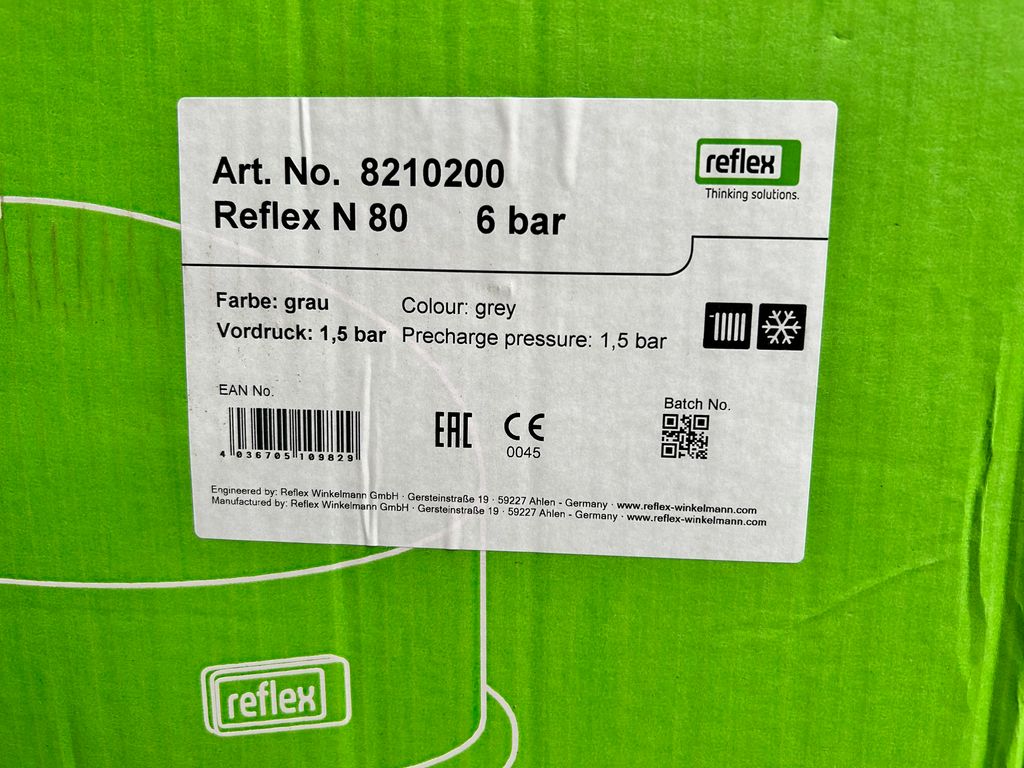 reflex
Thinking solutions.
Art. No. 8210200
Reflex N 80 6 bar
Farbe: grau Colour: grey
Vordruck: 1,5 bar Precharge pressure: 1,5 bar
EAN No.
4 036705 109829
EAC CE
0045
Batch No.
Engineered by: Reflex Winkelmann GmbH · Gersteinstraße 19 · 59227 Ahlen - Germany · www.reflex-winkelmann.com
Manufactured by: Reflex Winkelmann GmbH · Gersteinstraße 19 · 59227 Ahlen - Germany · www.reflex-winkelmann.com
reflex